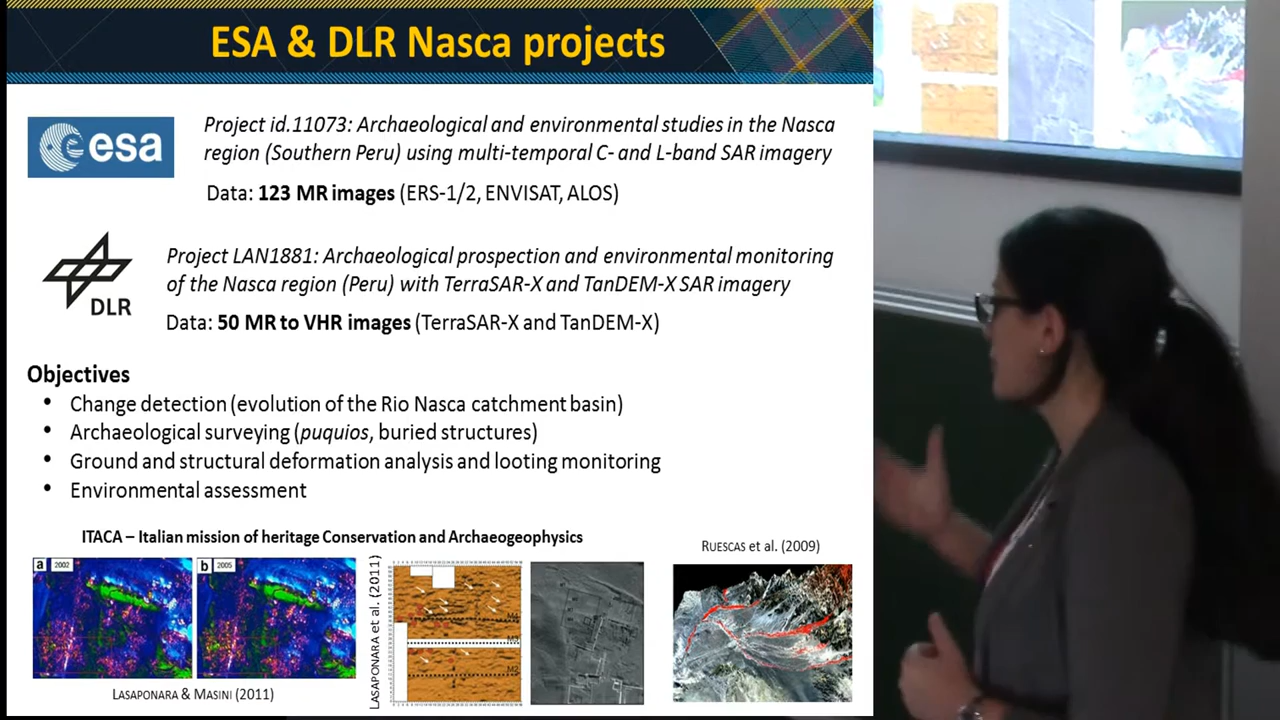 ESA & DLR Nasca projects
esa
Project id.11073: Archaeological and environmental studies in the Nasca
region (Southern Peru) using multi-temporal C- and L-band SAR imagery
Data: 123 MR images (ERS-1/2, ENVISAT, ALOS)
DLR
Project LAN1881: Archaeological prospection and environmental monitoring
of the Nasca region (Peru) with TerraSAR-X and TanDEM-X SAR imagery
Data: 50 MR to VHR images (TerraSAR-X and TanDEM-X)
Objectives
• Change detection (evolution of the Rio Nasca catchment basin)
• Archaeological surveying (puquios, buried structures)
• Ground and structural deformation analysis and looting monitoring
• Environmental assessment
ITACA – Italian mission of heritage Conservation and Archaeogeophysics
a 2002
b 2005
LASAPONARA & MASINI (2011)
LASAPONARA et al. (2011)
RUESCAS et al. (2009)